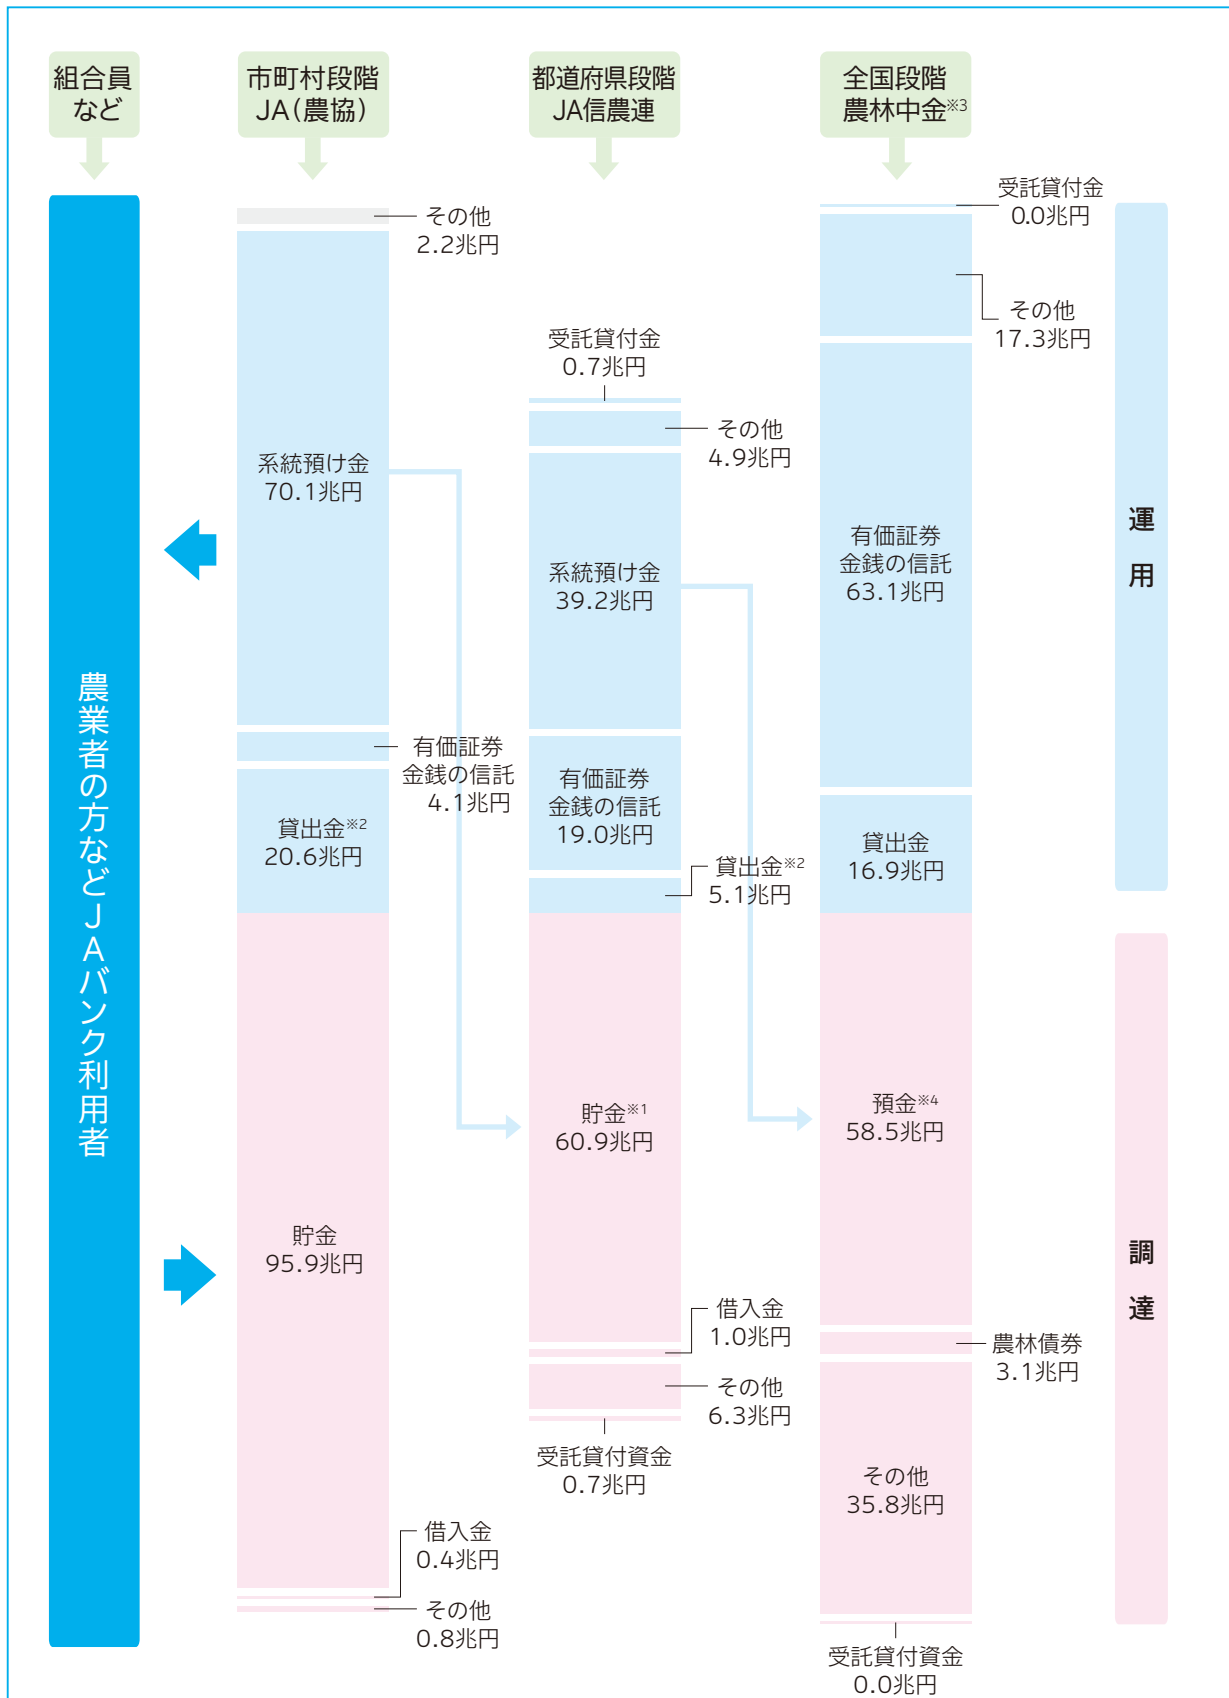 組合員
など
市町村段階
JA(農協)
都道府県段階
JA信農連
全国段階
農林中金※3
農業者の方などJAバンク利用者
その他
2.2兆円
系統預け金
70.1兆円
有価証券
金銭の信託
4.1兆円
貸出金※2
20.6兆円
貯金
95.9兆円
借入金
0.4兆円
その他
0.8兆円
受託貸付金
0.7兆円
その他
4.9兆円
系統預け金
39.2兆円
有価証券
金銭の信託
19.0兆円
貸出金※2
5.1兆円
貯金※1
60.9兆円
借入金
1.0兆円
その他
6.3兆円
受託貸付資金
0.7兆円
受託貸付金
0.0兆円
その他
17.3兆円
有価証券
金銭の信託
63.1兆円
貸出金
16.9兆円
預金※4
58.5兆円
農林債券
3.1兆円
その他
35.8兆円
受託貸付資金
0.0兆円
運用
調達